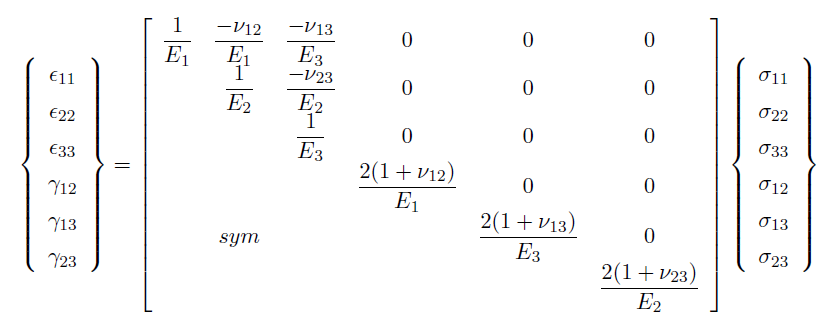 ϵ11 ϵ22 ϵ33 γ12 γ13 γ23
=
1/E1 -ν12/E1 -ν13/E3 0 0 0
1/E2 -ν23/E2 0 0 0
1/E3 0 0 0
2(1 + ν12)/E1 0 0
sym 2(1 + ν13)/E3 0
2(1 + ν23)/E2
σ11 σ22 σ33 σ12 σ13 σ23